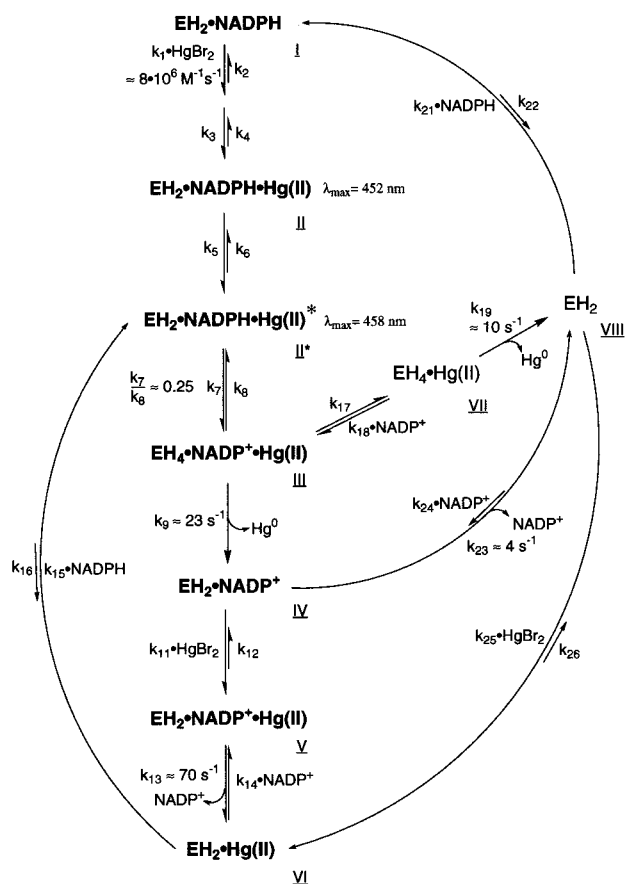 EH₂•NADPH
I
k₁•HgBr₂
k₂
≈ 8•10⁶ M⁻¹s⁻¹
k₂₁•NADPH
k₂₂
k₃
k₄
EH₂•NADPH•Hg(II) λmax= 452 nm
II
k₅
k₆
EH₂•NADPH•Hg(II)* λmax= 458 nm
II*
k₁₉
≈ 10 s⁻¹
EH₂
VIII
Hg⁰
k₇/k₈ ≈ 0.25
k₇
k₈
EH₄•Hg(II)
VII
k₁₇
k₁₈•NADP⁺
EH₄•NADP⁺•Hg(II)
III
k₉ ≈ 23 s⁻¹
Hg⁰
k₂₄•NADP⁺
NADP⁺
k₂₃ ≈ 4 s⁻¹
k₁₆
k₁₅•NADPH
EH₂•NADP⁺
IV
k₁₁•HgBr₂
k₁₂
k₂₅•HgBr₂
k₂₆
EH₂•NADP⁺•Hg(II)
V
k₁₃ ≈ 70 s⁻¹
k₁₄•NADP⁺
NADP⁺
EH₂•Hg(II)
VI